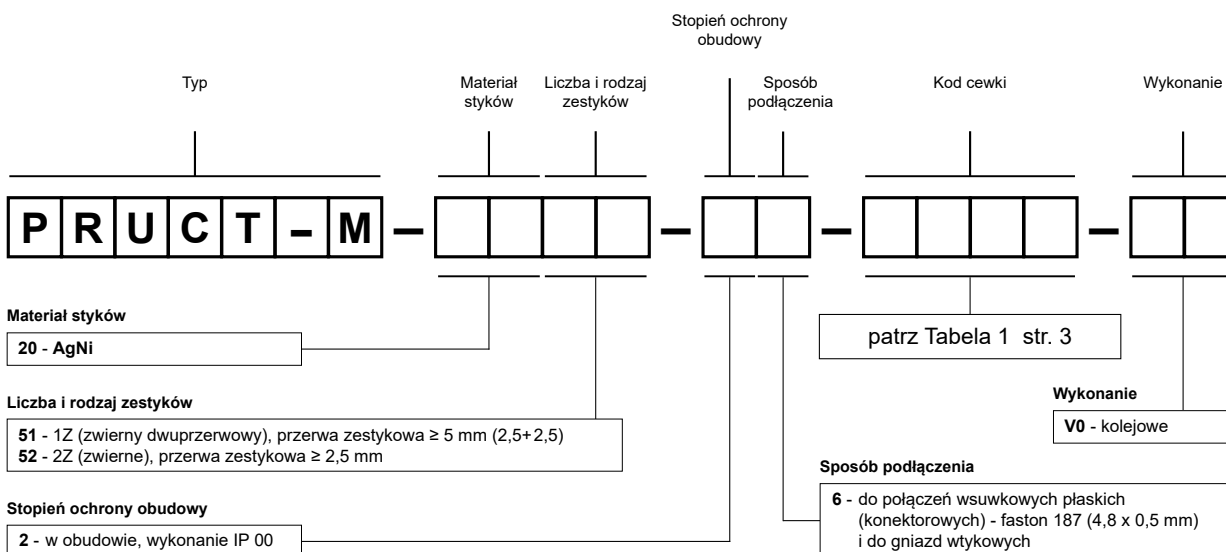 Stopień ochrony
obudowy
Typ
Materiał
styków
Liczba i rodzaj
zestyków
Sposób
podłączenia
Kod cewki
Wykonanie
PRUCT-M – – – –
Materiał styków
20 - AgNi
patrz Tabela 1 str. 3
Liczba i rodzaj zestyków
51 - 1Z (zwierny dwuprzerwowy), przerwa zestykowa ≥ 5 mm (2,5+2,5)
52 - 2Z (zwierne), przerwa zestykowa ≥ 2,5 mm
Wykonanie
V0 - kolejowe
Stopień ochrony obudowy
2 - w obudowie, wykonanie IP 00
Sposób podłączenia
6 - do połączeń wsuwkowych płaskich
(konektorowych) - faston 187 (4,8 x 0,5 mm)
i do gniazd wtykowych